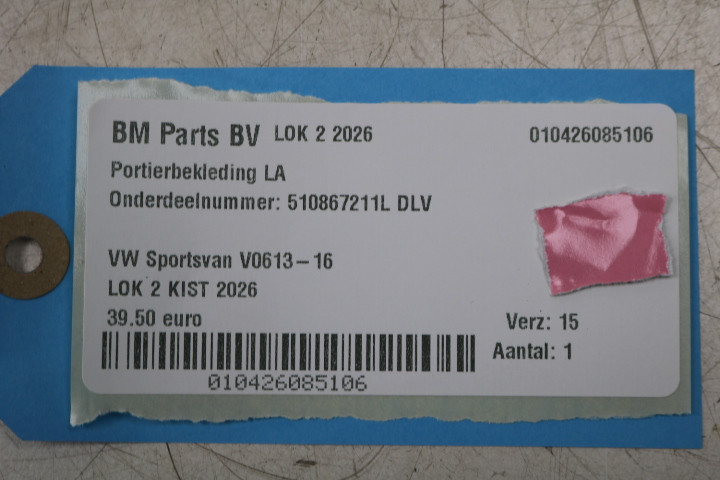 BM Parts BV LOK 2 2026 010426085106
Portierbekleding LA
Onderdeelnummer: 510867211L DLV
VW Sportsvan V0613-16
LOK 2 KIST 2026
39.50 euro Verz: 15
Aantal: 1
010426085106